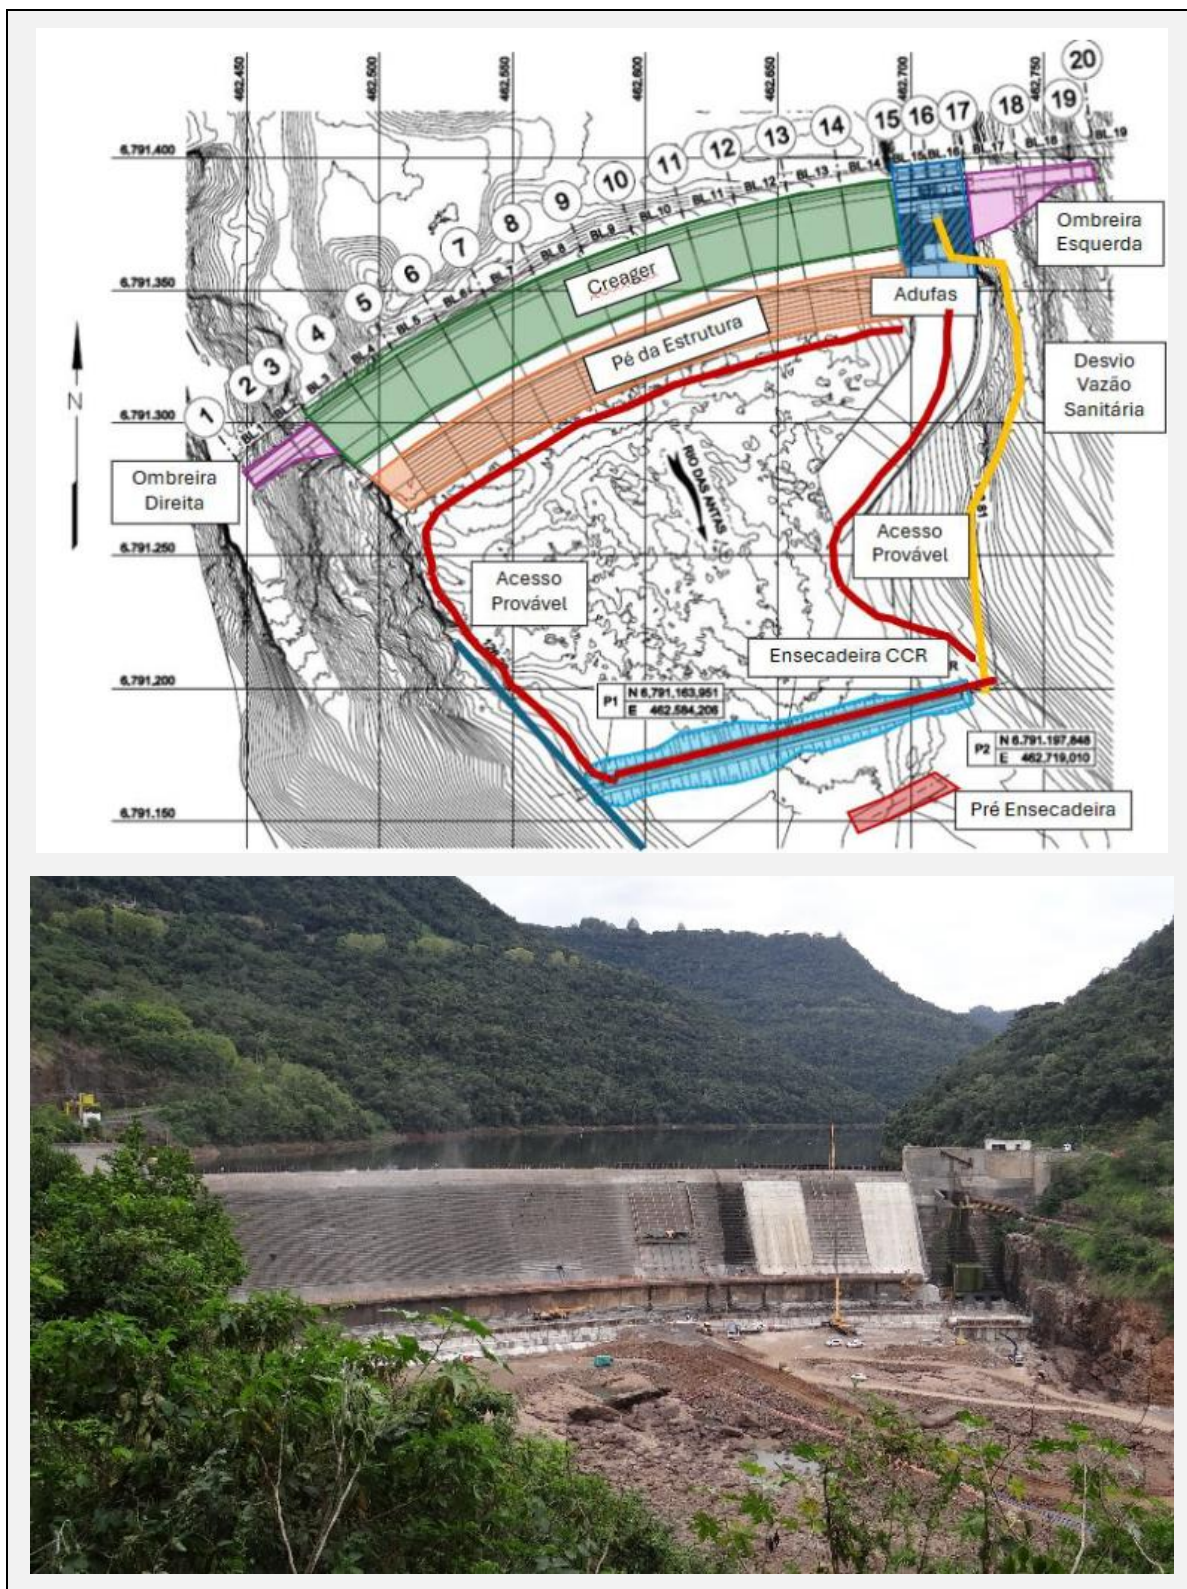 462.450
462.500
462.550
462.600
462.650
462.700
462.750
20
19
18
17
16
15
14
13
12
11
10
9
8
7
6
5
4
3
2
1
6.791.400
6.791.350
6.791.300
6.791.250
6.791.200
6.791.150
BL.1
BL.3
BL.4
BL.5
BL.6
BL.7
BL.8
BL.9
BL.10
BL.11
BL.12
BL.13
BL.14
BL.15
BL.16
BL.17
BL.18
BL.19
N
Ombreira
Esquerda
Creager
Adufas
Pé da Estrutura
Desvio
Vazão
Sanitária
Ombreira
Direita
RIO DAS ANTAS
81
Acesso
Provável
Acesso
Provável
Ensecadeira CCR
R
P1 N 6,791,163,951
E 462.584,206
P2 N 6.791.197,848
E 462.719,010
Pré Ensecadeira